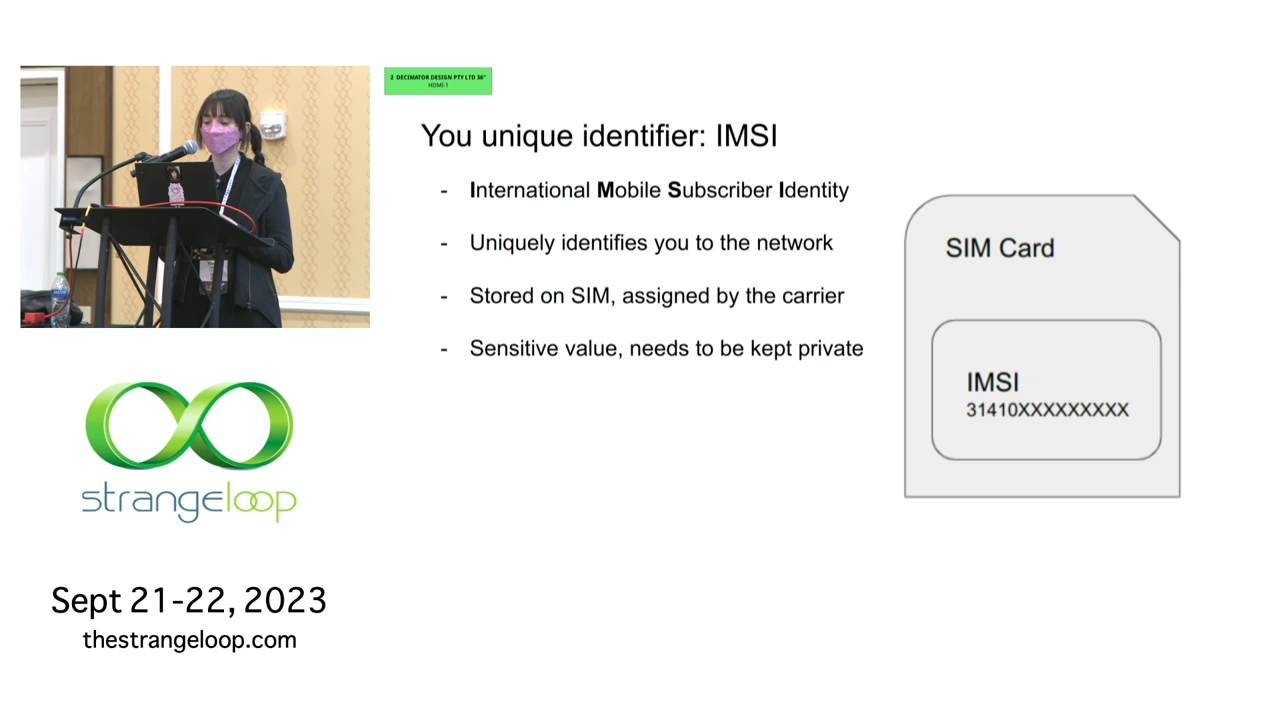 2 DECIMATOR DESIGN PTY LTD 36"
HDMI-1
You unique identifier: IMSI
- International Mobile Subscriber Identity
- Uniquely identifies you to the network
- Stored on SIM, assigned by the carrier
- Sensitive value, needs to be kept private
SIM Card
IMSI
31410XXXXXXXXX
strangeloop
Sept 21-22, 2023
thestrangeloop.com